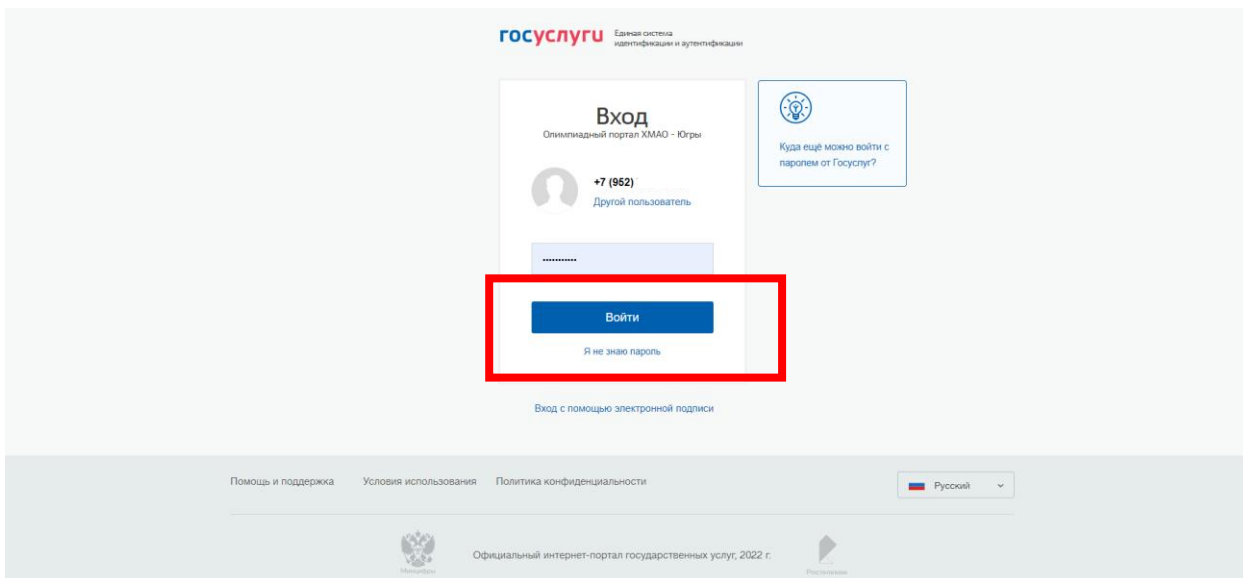 госуслуги
Единая система
идентификации и аутентификации
Вход
Олимпиадный портал ХМАО - Югры
+7 (952)
Другой пользователь
Куда ещё можно войти с
паролем от Госуслуг?
Войти
Я не знаю пароль
Вход с помощью электронной подписи
Помощь и поддержка Условия использования Политика конфиденциальности
Русский
Официальный интернет-портал государственных услуг, 2022 г.
Минцифры
Ростелеком